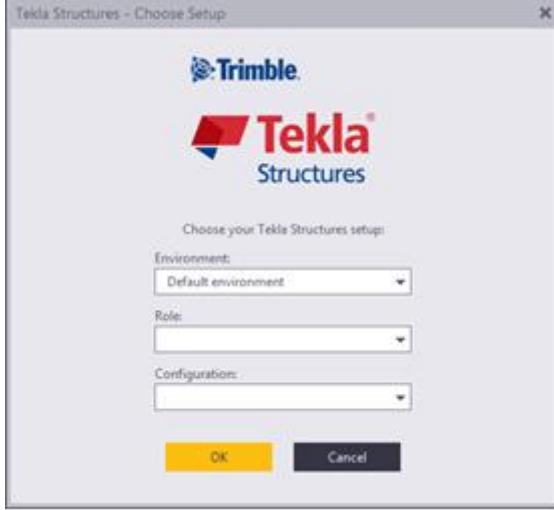 Tekla Structures - Choose Setup
Trimble.
Tekla®
Structures
Choose your Tekla Structures setup:
Environment:
Default environment
Role:
Configuration:
OK
Cancel